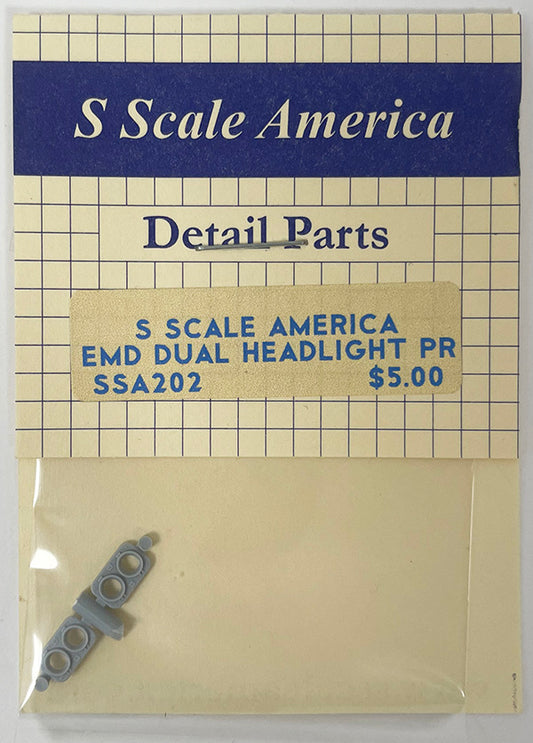 S Scale America
Detail Parts
S SCALE AMERICA
EMD DUAL HEADLIGHT PR
SSA202 $5.00